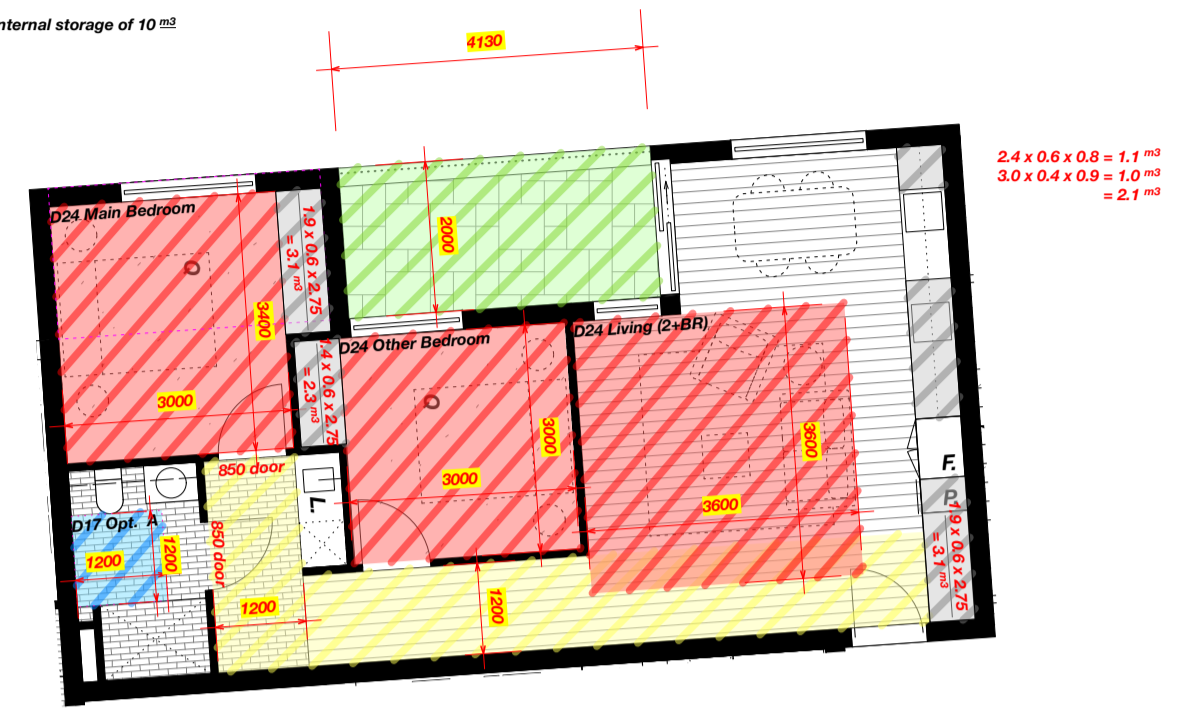 nternal storage of 10 m3
4130
2.4 x 0.6 x 0.8 = 1.1 m3
3.0 x 0.4 x 0.9 = 1.0 m3
= 2.1 m3
D24 Main Bedroom
Q
1.9 x 0.6 x 2.75
= 3.1 m3
2000
3400
3000
D24 Other Bedroom
Q
1.4 x 0.6 x 2.75
= 2.3 m3
3000
3000
D24 Living (2+BR)
3600
3600
850 door
L.
F.
P.
1.9 x 0.6 x 2.75
= 3.1 m3
D17 Opt. A
1200
1200
850 door
1200
1200